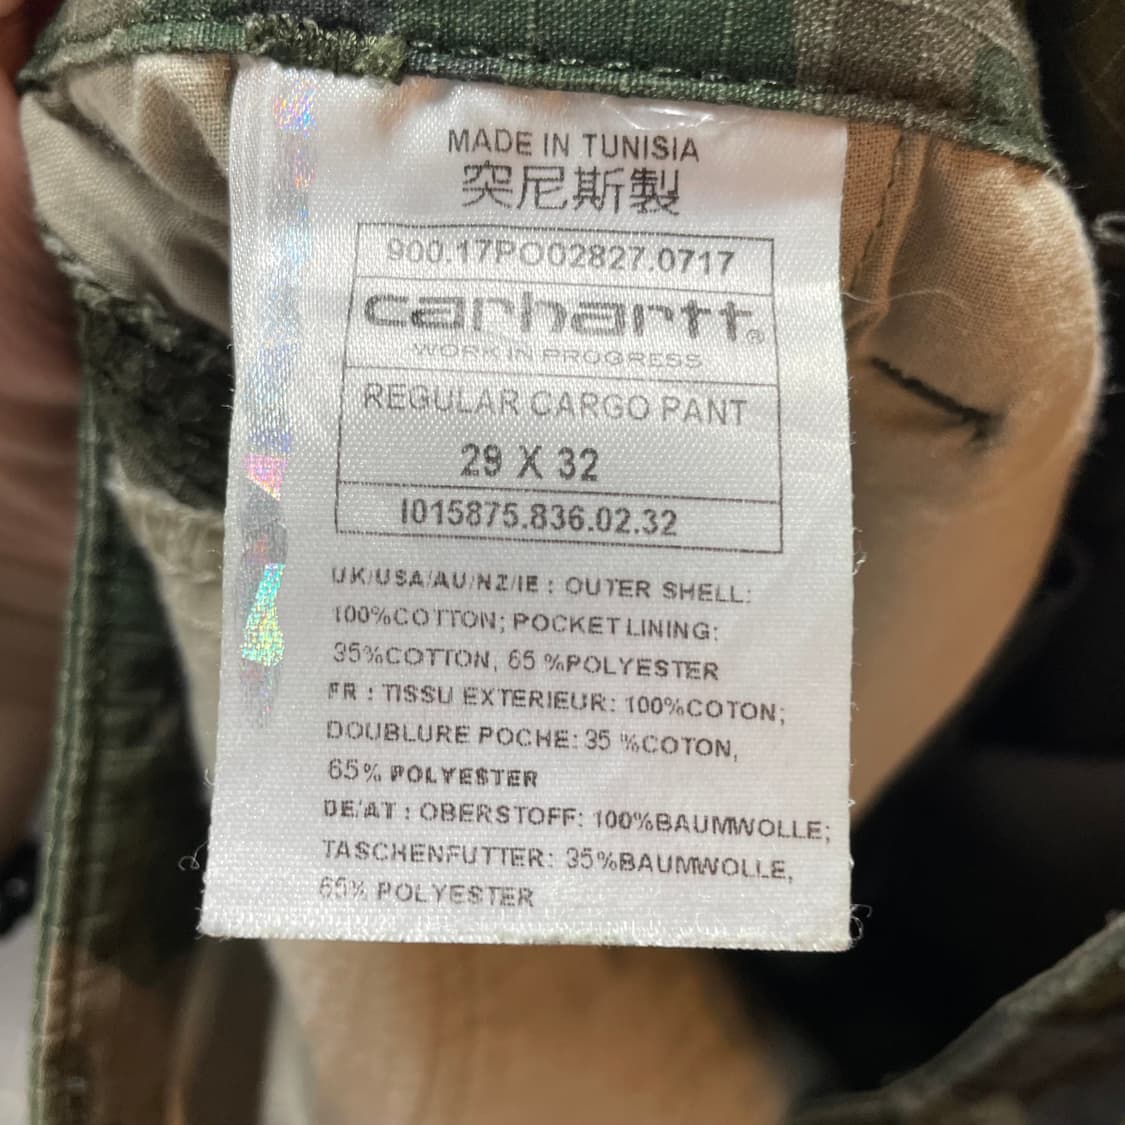 MADE IN TUNISIA
突尼斯製
900.17PO02827.0717
carhartt®
WORK IN PROGRESS
REGULAR CARGO PANT
29 X 32
I015875.836.02.32
UK/USA/AU/NZ/IE : OUTER SHELL:
100%COTTON; POCKET LINING:
35%COTTON, 65 %POLYESTER
FR : TISSU EXTERIEUR: 100%COTON;
DOUBLURE POCHE: 35 %COTON,
65% POLYESTER
DE/AT : OBERSTOFF: 100%BAUMWOLLE;
TASCHENFUTTER: 35%BAUMWOLLE,
65% POLYESTER